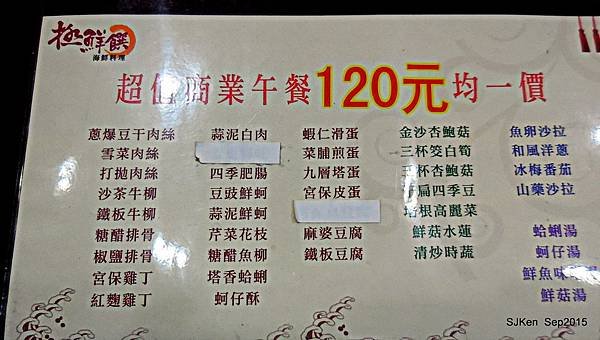 極鮮饌
海鮮料理
超值商業午餐120元均一價
蔥爆豆干肉絲
雪菜肉絲
打拋肉絲
沙茶牛柳
鐵板牛柳
糖醋排骨
椒鹽排骨
宮保雞丁
紅麴雞丁
蒜泥白肉
四季肥腸
豆豉鮮蚵
蒜泥鮮蚵
芹菜花枝
糖醋魚柳
塔香蛤蜊
蚵仔酥
蝦仁滑蛋
菜脯煎蛋
九層塔蛋
宮保皮蛋
麻婆豆腐
鐵板豆腐
金沙杏鮑菇
三杯筊白筍
三杯杏鮑菇
干扁四季豆
培根高麗菜
鮮菇水蓮
清炒時蔬
魚卵沙拉
和風洋蔥
冰梅番茄
山藥沙拉
蛤蜊湯
蚵仔湯
鮮魚味噌湯
鮮菇湯
SJKen Sep2015